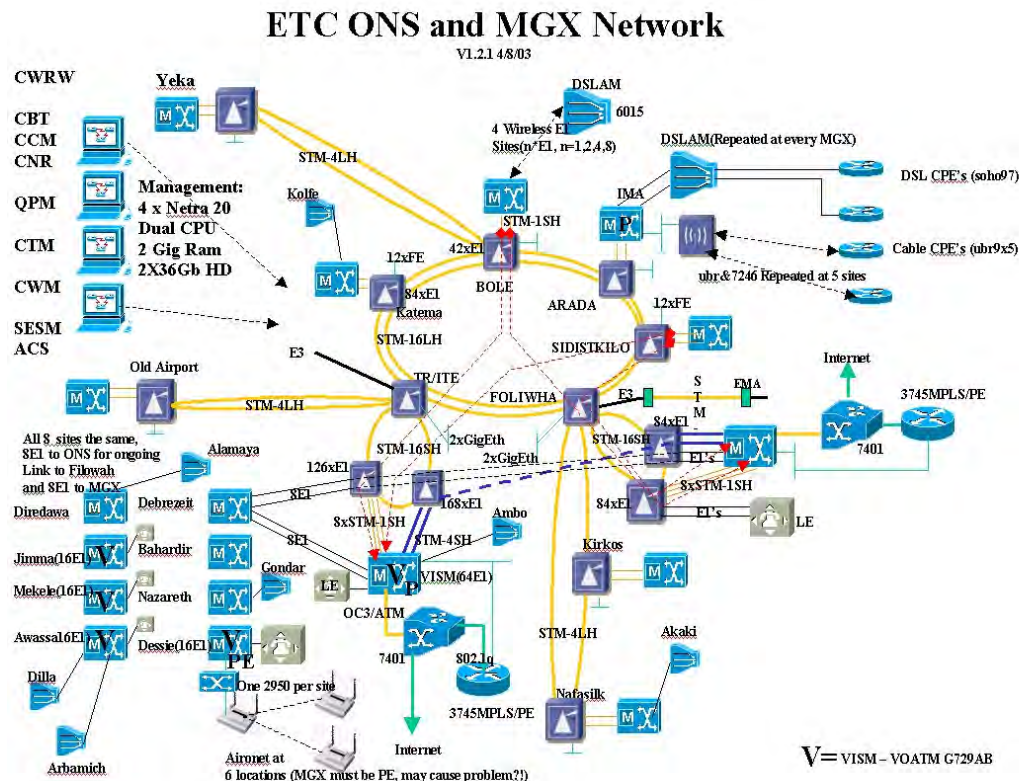 ETC ONS and MGX Network
V1.2.1 4/8/03
CWRW
CBT
CCM
CNR
QPM
CTM
CWM
SESM
ACS
Management:
4 x Netra 20
Dual CPU
2 Gig Ram
2X36Gb HD
Yeka
M
STM-4LH
DSLAM
6015
4 Wireless E1
Sites(n*E1, n=1,2,4,8)
M
STM-1SH
42xE1
BOLE
DSLAM(Repeated at every MGX)
IMA
M
P
DSL CPE's (soho97)
Cable CPE's (ubr9x5)
ubr&7246 Repeated at 5 sites
Kolfe
M
12xFE
84xE1
Katema
STM-16LH
ARADA
12xFE
SIDISTKILO
M
E3
TR/ITE
FOLIWHA
E3
STM-
EMA
Internet
3745MPLS/PE
7401
Old Airport
M
STM-4LH
STM-16SH
2xGigEth
2xGigEth
STM-16SH
84xE1
E1's
M
8xSTM-1SH
84xE1
E1's
LE
All 8 sites the same,
8E1 to ONS for ongoing
Link to Filowah
and 8E1 to MGX
Alamaya
126xE1
168xE1
8xSTM-1SH
STM-4SH
8E1
8E1
Diredawa
M
Debrezeit
M
Jimma(16E1)
M
V
Bahardir
M
Mekele(16E1)
M
V
Nazareth
Gondar
M
Awassa16E1)
M
V
Dessie(16E1)
M
V
PE
Dilla
Arbamich
One 2950 per site
Aironet at
6 locations (MGX must be PE, may cause problem?!)
LE
M
V
P
VISM(64E1)
Ambo
OC3/ATM
7401
802.1q
3745MPLS/PE
Internet
Kirkos
M
STM-4LH
Akaki
Nafasilk
M
V= VISM – VOATM G729AB